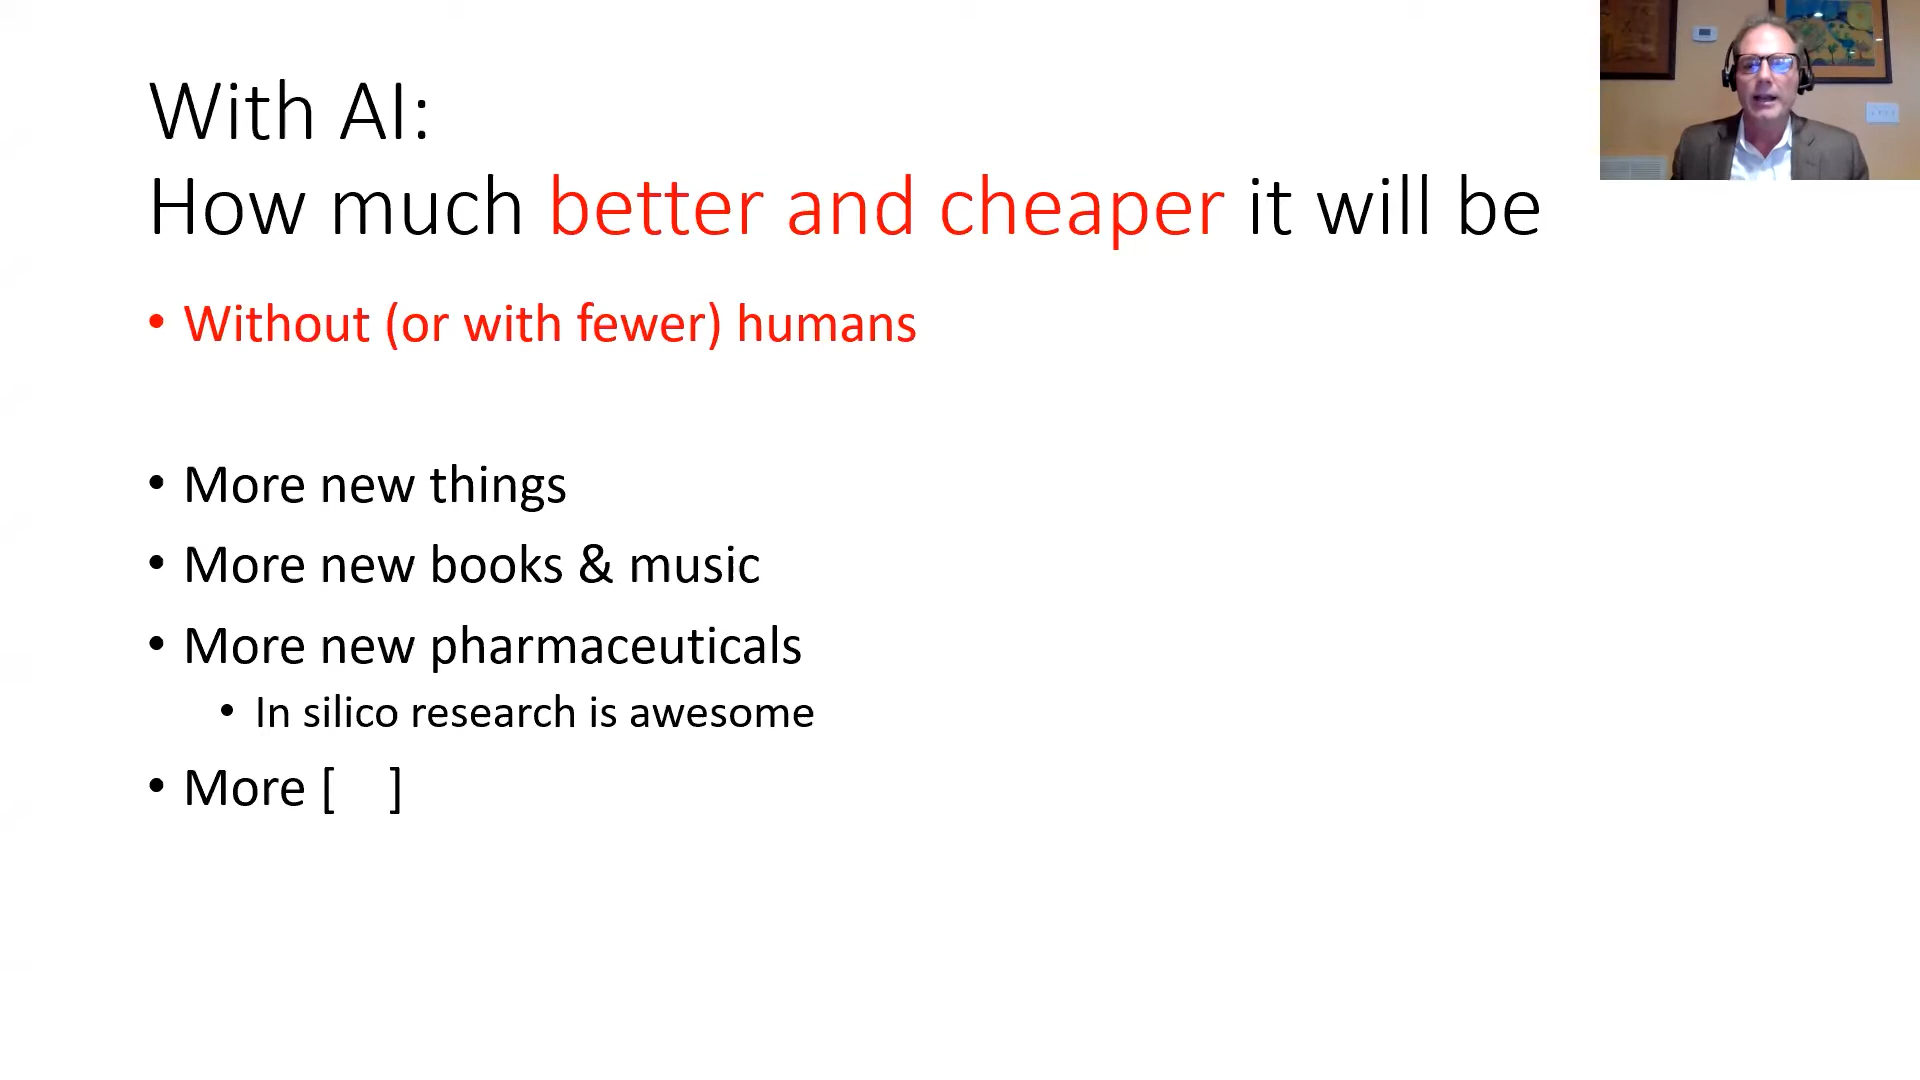 With AI:
How much better and cheaper it will be
• Without (or with fewer) humans
• More new things
• More new books & music
• More new pharmaceuticals
• In silico research is awesome
• More [    ]